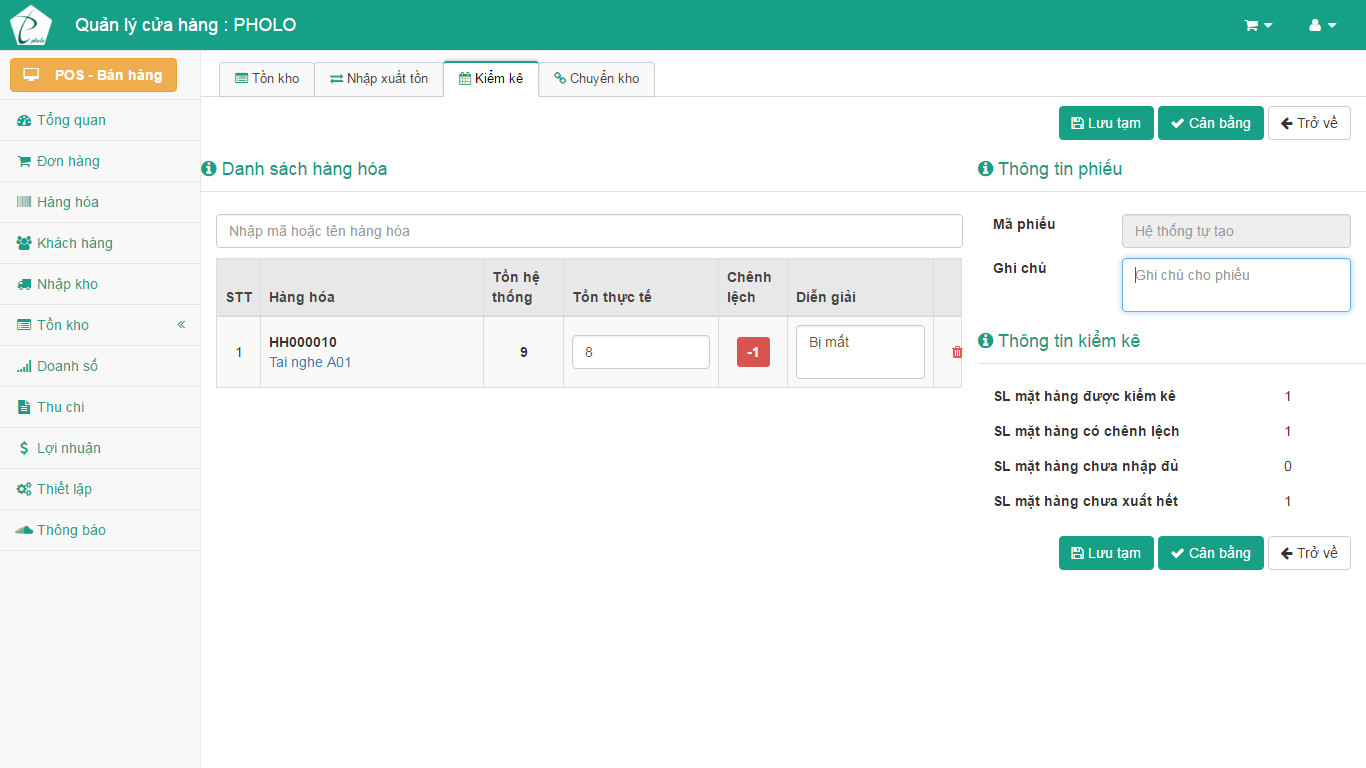 pholo
Quản lý cửa hàng : PHOLO
POS - Bán hàng
Tổng quan
Đơn hàng
Hàng hóa
Khách hàng
Nhập kho
Tồn kho
Doanh số
Thu chi
Lợi nhuận
Thiết lập
Thông báo
Tồn kho
Nhập xuất tồn
Kiểm kê
Chuyển kho
Lưu tạm
Cân bằng
Trở về
Danh sách hàng hóa
Nhập mã hoặc tên hàng hóa
STT
Hàng hóa
Tồn hệ
thống
Tồn thực tế
Chênh
lệch
Diễn giải
1
HH000010
Tai nghe A01
9
8
-1
Bị mất
Thông tin phiếu
Mã phiếu
Hệ thống tự tạo
Ghi chú
Ghi chú cho phiếu
Thông tin kiểm kê
SL mặt hàng được kiểm kê 1
SL mặt hàng có chênh lệch 1
SL mặt hàng chưa nhập đủ 0
SL mặt hàng chưa xuất hết 1
Lưu tạm
Cân bằng
Trở về